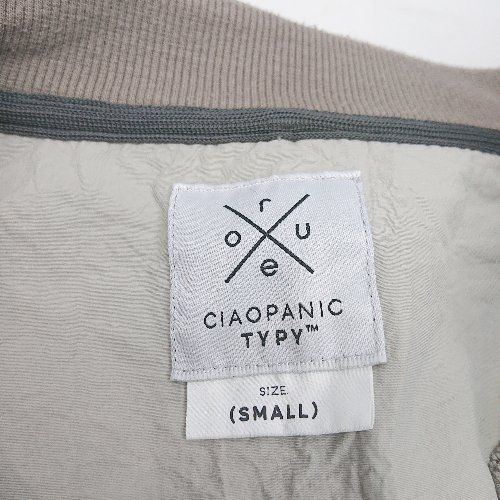 r
o u
e
CIAOPANIC
TYPY™
SIZE
(SMALL)